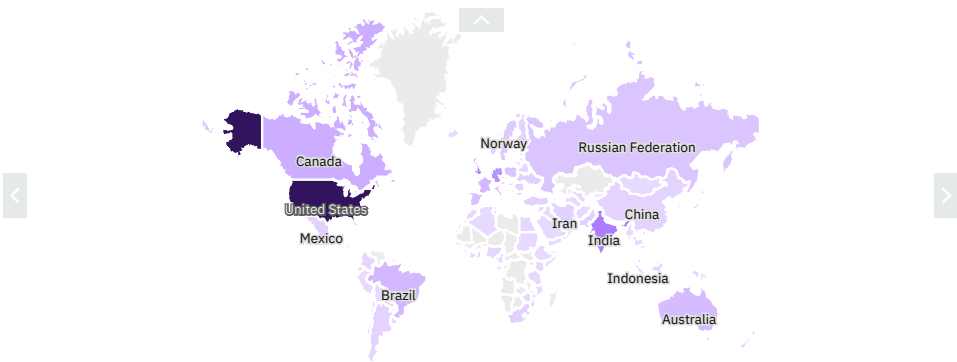 Norway
Russian Federation
Canada
United States
China
Iran
Mexico
India
Indonesia
Brazil
Australia